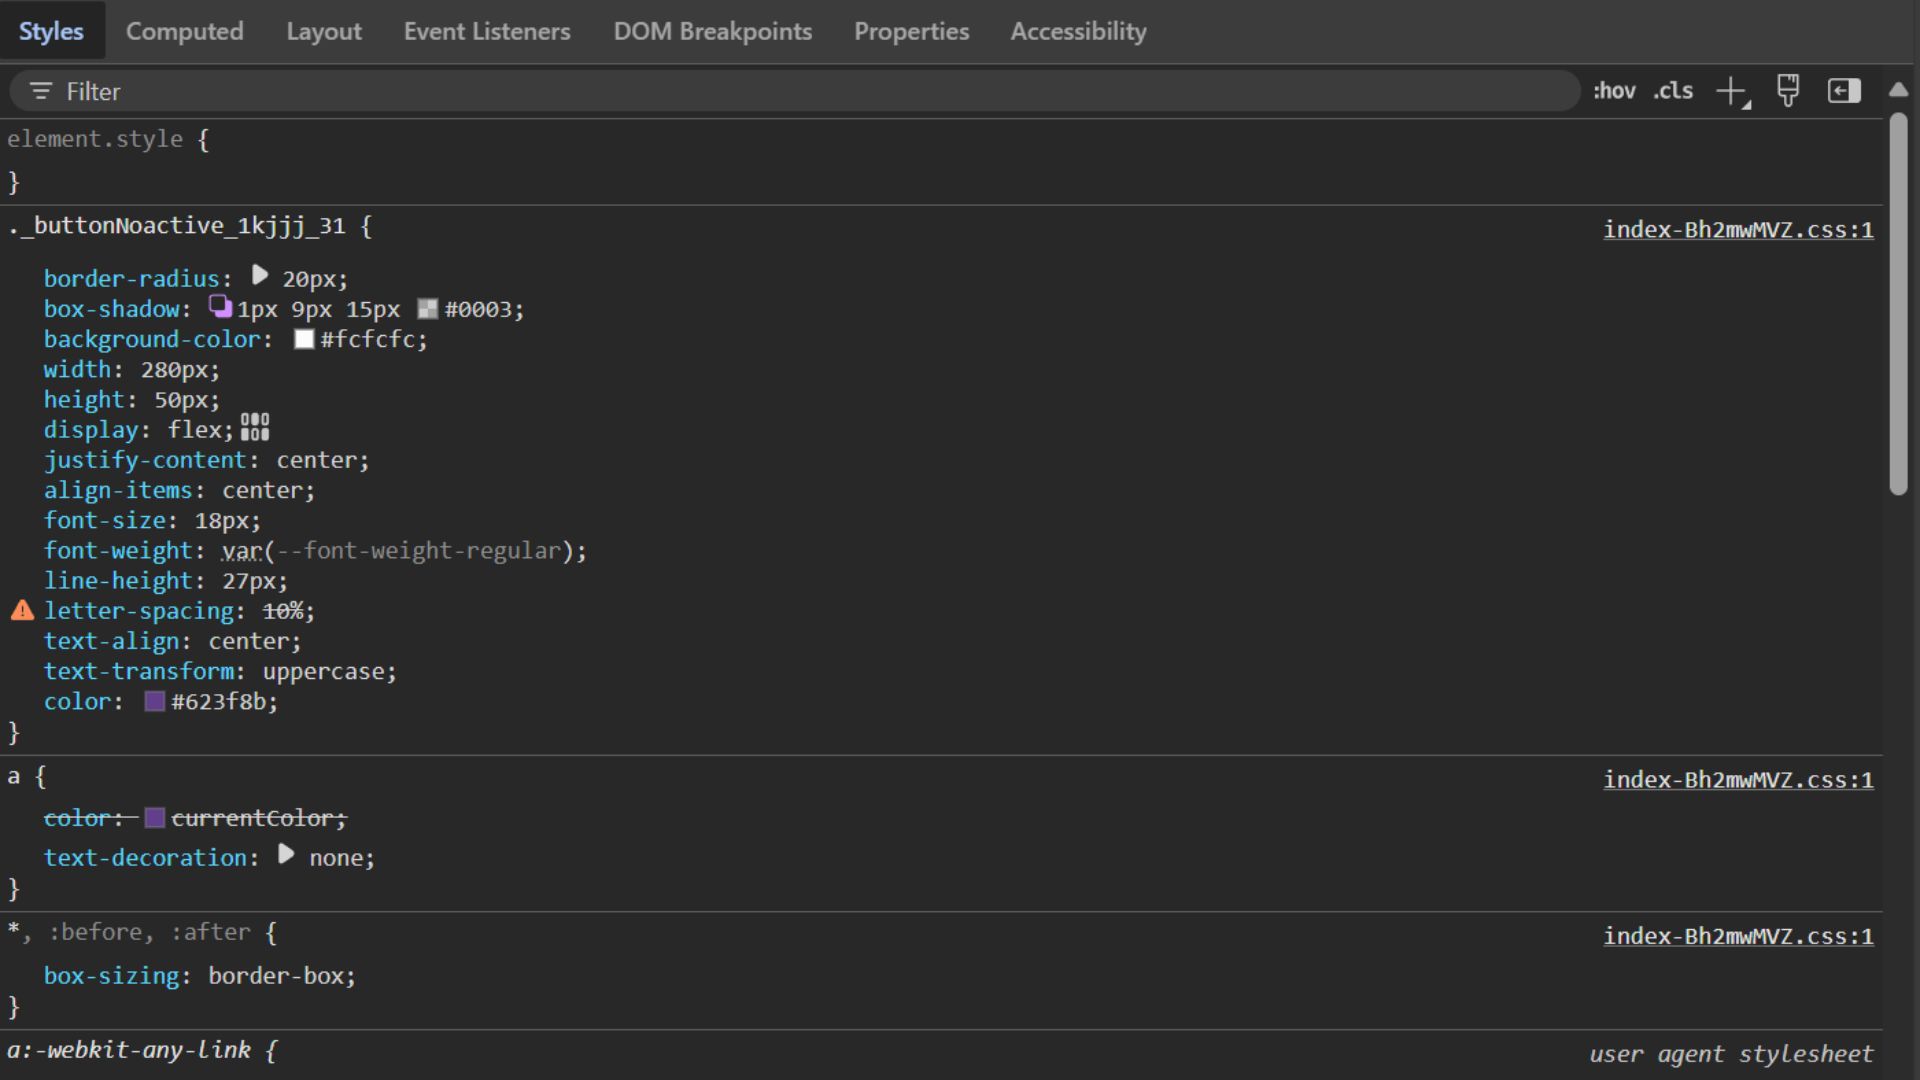 Styles Computed Layout Event Listeners DOM Breakpoints Properties Accessibility
Filter :hov .cls
element.style {
}
._buttonNoactive_1kjjj_31 { index-Bh2mwMVZ.css:1
border-radius: 20px;
box-shadow: 1px 9px 15px #0003;
background-color: #fcfcfc;
width: 280px;
height: 50px;
display: flex;
justify-content: center;
align-items: center;
font-size: 18px;
font-weight: var(--font-weight-regular);
line-height: 27px;
letter-spacing: 10%;
text-align: center;
text-transform: uppercase;
color: #623f8b;
}
a { index-Bh2mwMVZ.css:1
color: currentColor;
text-decoration: none;
}
*, :before, :after { index-Bh2mwMVZ.css:1
box-sizing: border-box;
}
a:-webkit-any-link { user agent stylesheet